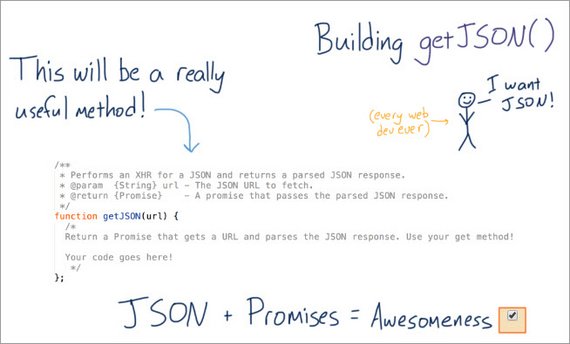 Building getJSON()
This will be a really
useful method!
I want
JSON!
(every web
dev ever)
/**
* Performs an XHR for a JSON and returns a parsed JSON response.
* @param {String} url - The JSON URL to fetch.
* @return {Promise} - A promise that passes the parsed JSON response.
*/
function getJSON(url) {
/*
Return a Promise that gets a URL and parses the JSON response. Use your get method!
Your code goes here!
*/
};
JSON + Promises = Awesomeness